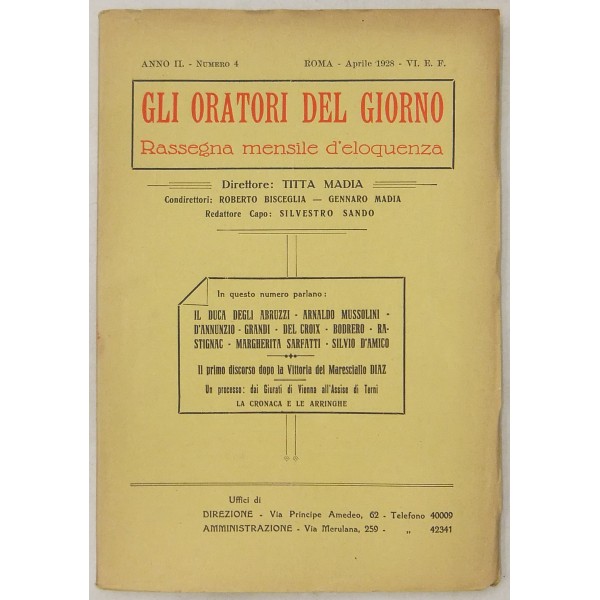 ANNO II. - NUMERO 4 ROMA - Aprile 1928 - VI. E. F.
GLI ORATORI DEL GIORNO
Rassegna mensile d'eloquenza
Direttore: TITTA MADIA
Condirettori: ROBERTO BISCEGLIA — GENNARO MADIA
Redattore Capo: SILVESTRO SANDO
In questo numero parlano:
IL DUCA DEGLI ABRUZZI - ARNALDO MUSSOLINI -
D'ANNUNZIO - GRANDI - DEL CROIX - BODRERO - RA-
STIGNAC - MARGHERITA SARFATTI - SILVIO D'AMICO
Il primo discorso dopo la Vittoria del Maresciallo DIAZ
Un processo: dai Giurati di Vienna all'Assise di Terni
LA CRONACA E LE ARRINGHE
Uffici di
DIREZIONE - Via Principe Amedeo, 62 - Telefono 40009
AMMINISTRAZIONE - Via Merulana, 259 - „ 42341